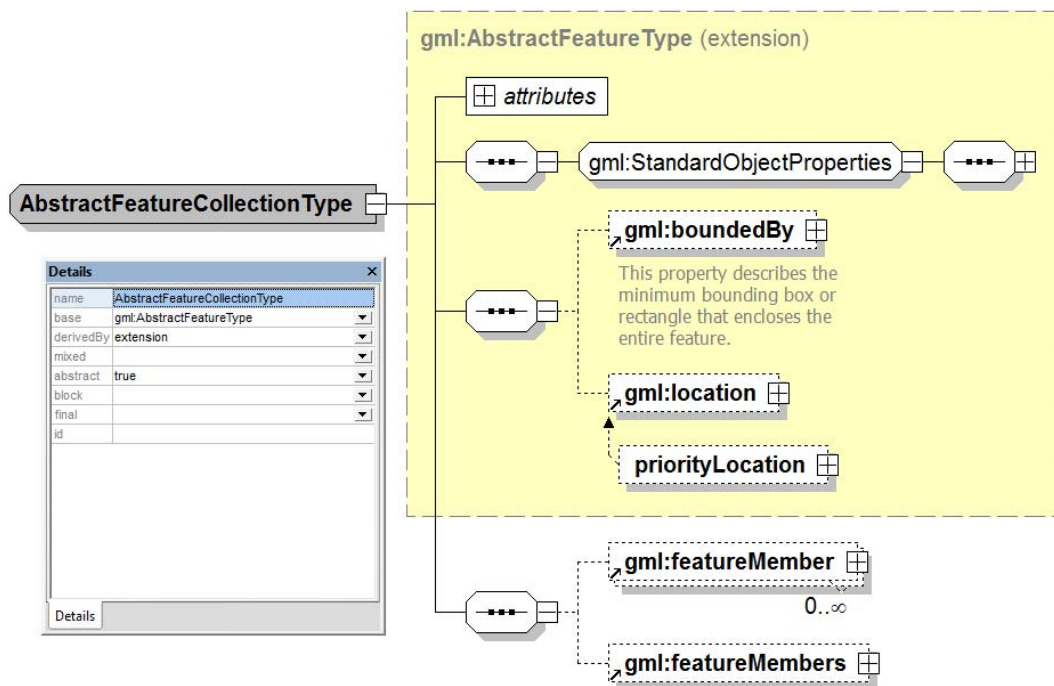 gml:AbstractFeatureType (extension)
attributes
gml:StandardObjectProperties
AbstractFeatureCollectionType
gml:boundedBy
This property describes the
minimum bounding box or
rectangle that encloses the
entire feature.
gml:location
priorityLocation
gml:featureMember
0..∞
gml:featureMembers
Details
name AbstractFeatureCollectionType
base gml:AbstractFeatureType
derivedBy extension
mixed
abstract true
block
final
id
Details